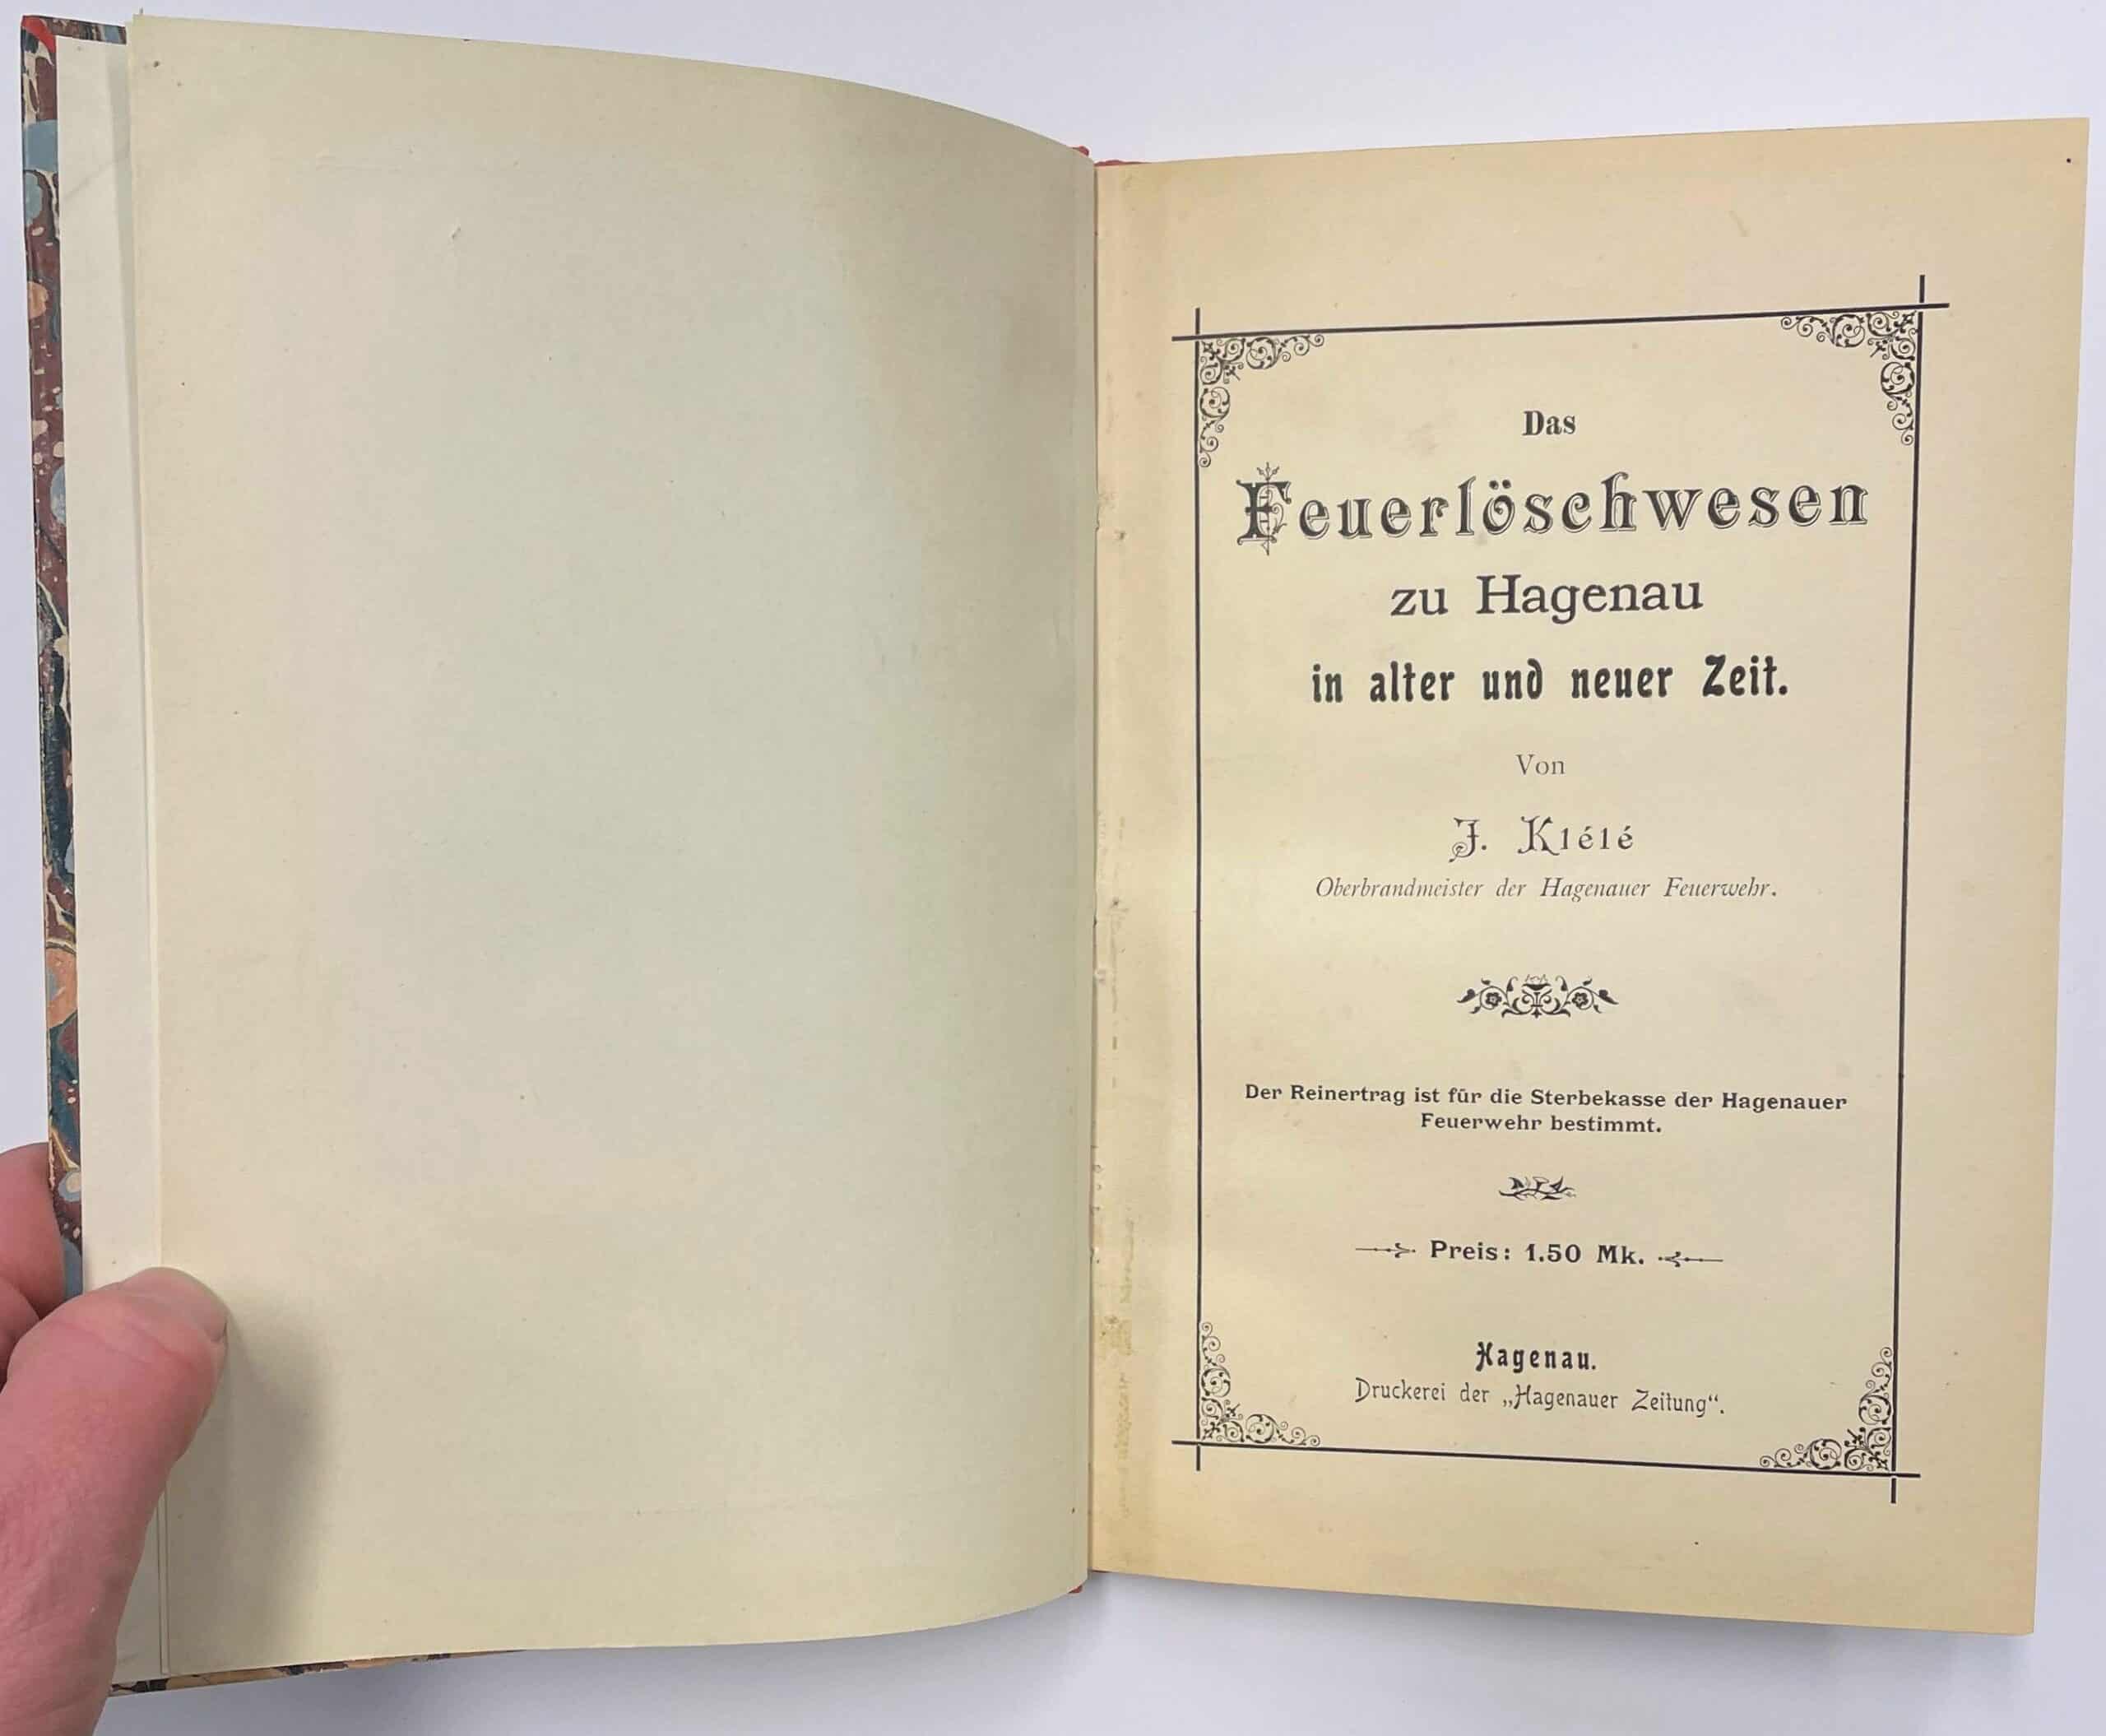 Das
Feuerlöschwesen
zu Hagenau
in alter und neuer Zeit.
Von
J. Klélé
Oberbrandmeister der Hagenauer Feuerwehr.
Der Reinertrag ist für die Sterbekasse der Hagenauer
Feuerwehr bestimmt.
Preis: 1.50 Mk.
Hagenau.
Druckerei der „Hagenauer Zeitung“.